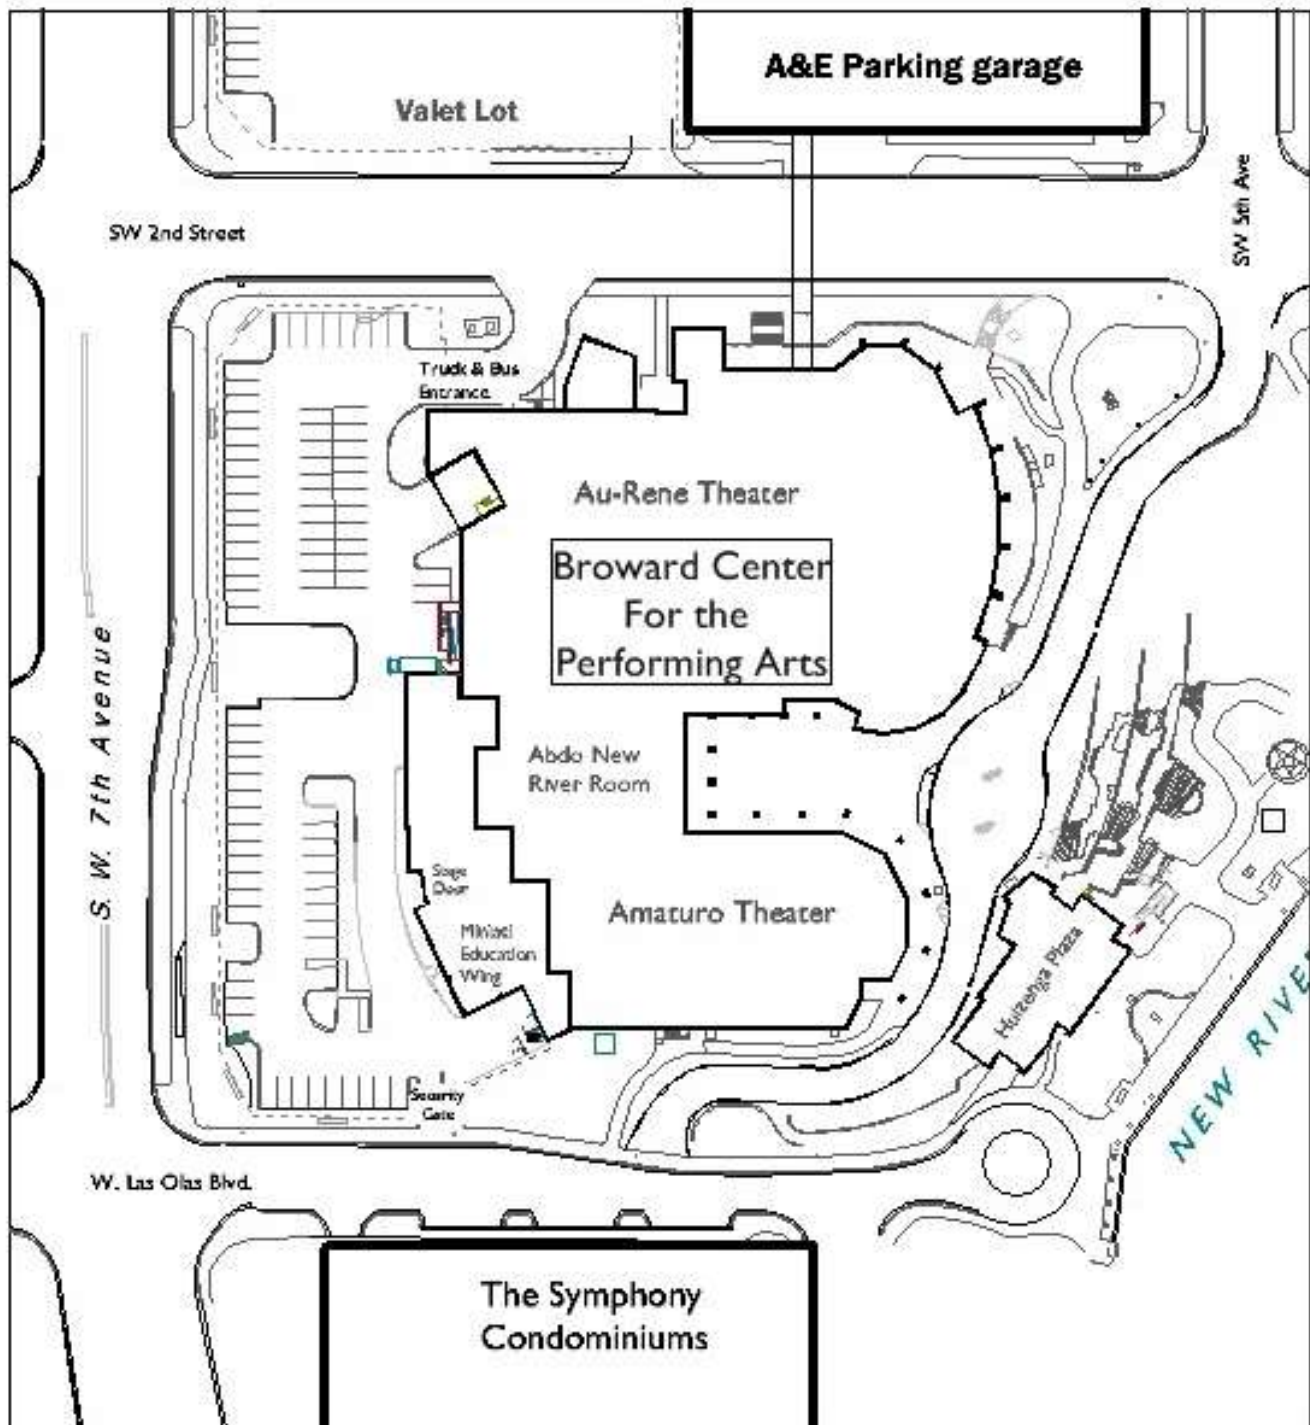 A&E Parking garage
Valet Lot
SW 5th Ave
SW 2nd Street
Truck & Bus
Entrance
Au-Rene Theater
Broward Center
For the
Performing Arts
S. W. 7th Avenue
Abdo New
River Room
Stage
Door
Amaturo Theater
Miniaci
Education
Wing
Huizenga Plaza
NEW RIVER
Security
Gate
W. Las Olas Blvd.
The Symphony
Condominiums